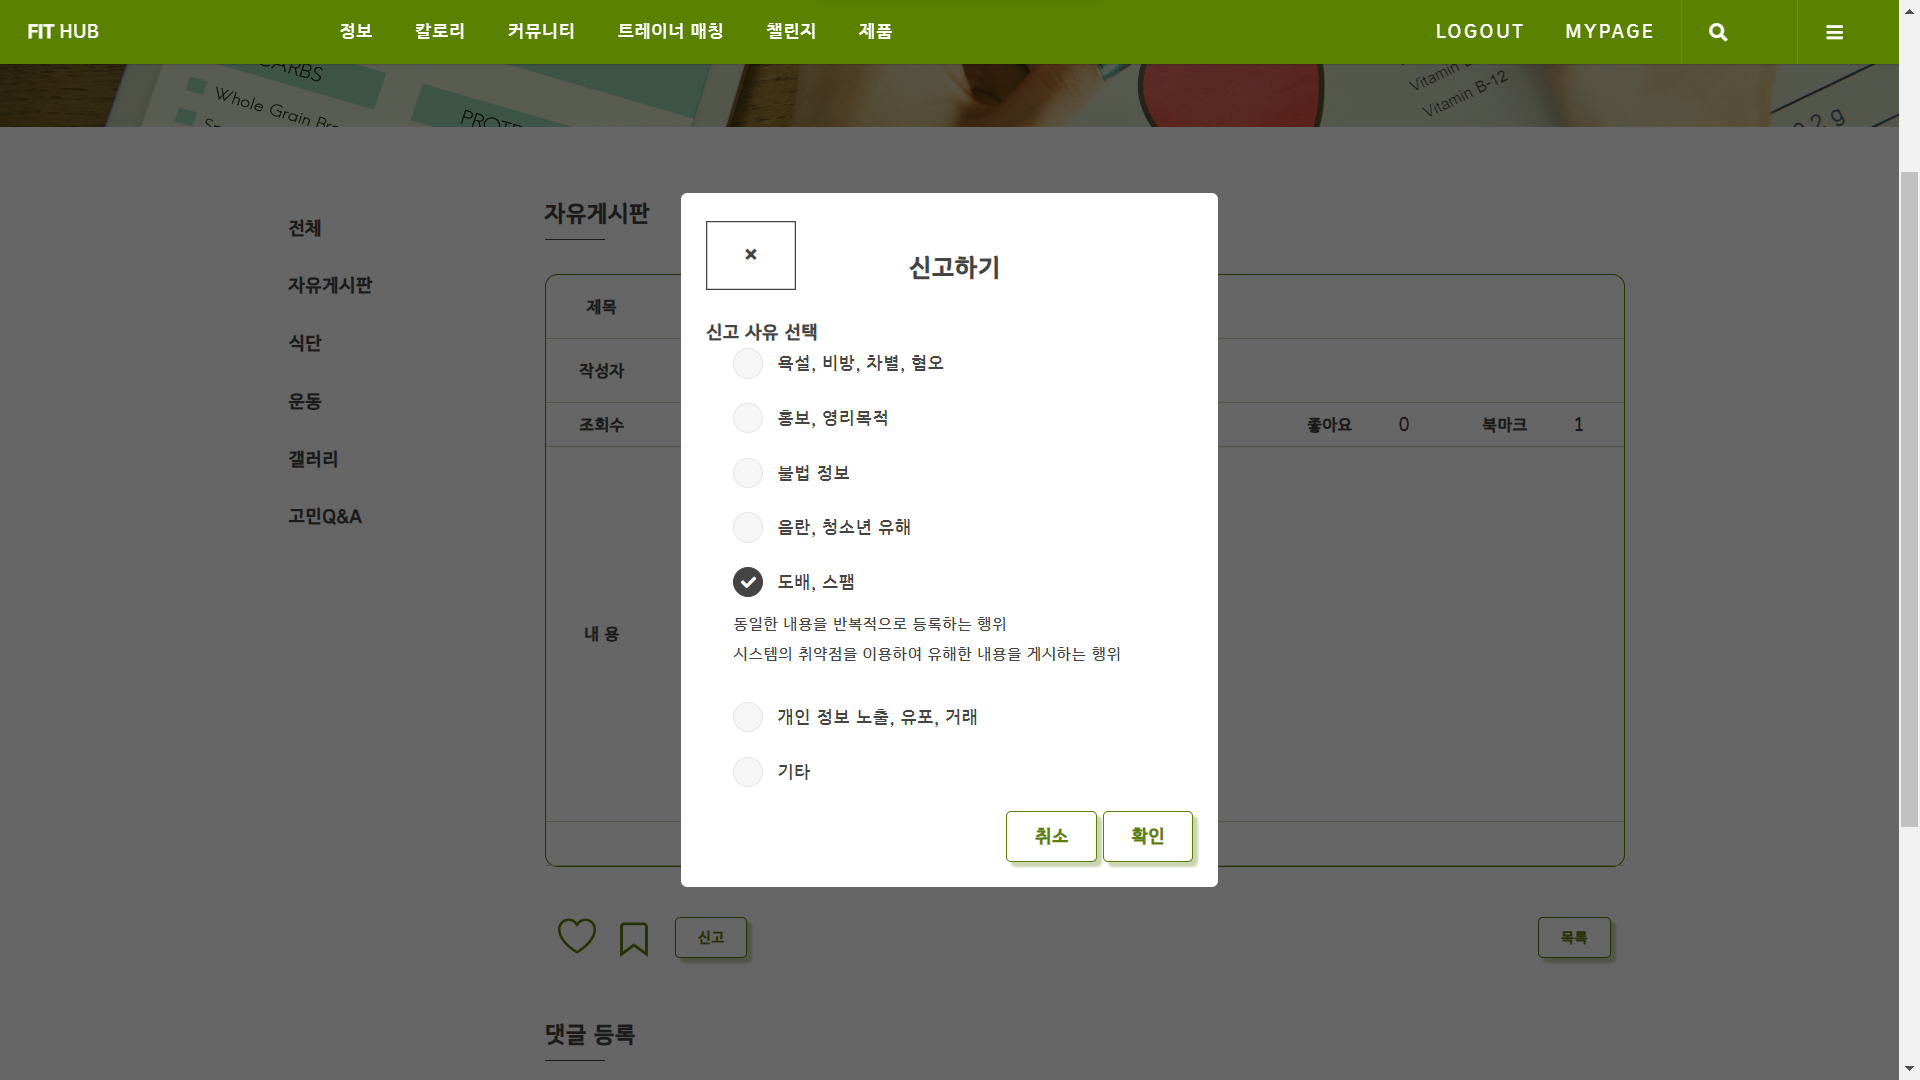 FIT HUB
정보 칼로리 커뮤니티 트레이너 매칭 챌린지 제품
LOGOUT MYPAGE
CARBS
Whole Grain
Vitamin B-12
2 g
전체
자유게시판
식단
운동
갤러리
고민Q&A
자유게시판
제목
작성자
조회수
좋아요 0 북마크 1
내 용
×
신고하기
신고 사유 선택
욕설, 비방, 차별, 혐오
홍보, 영리목적
불법 정보
음란, 청소년 유해
도배, 스팸
동일한 내용을 반복적으로 등록하는 행위
시스템의 취약점을 이용하여 유해한 내용을 게시하는 행위
개인 정보 노출, 유포, 거래
기타
취소 확인
신고
목록
댓글 등록